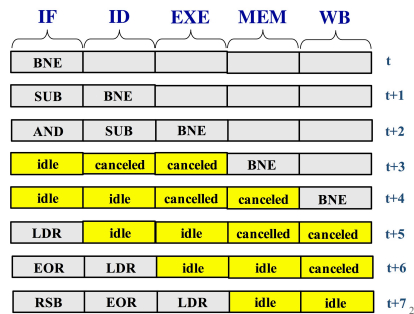 IF ID EXE MEM WB
BNE t
SUB BNE t+1
AND SUB BNE t+2
idle canceled canceled BNE t+3
idle idle cancelled canceled BNE t+4
LDR idle idle cancelled canceled t+5
EOR LDR idle idle canceled t+6
RSB EOR LDR idle idle t+7
2